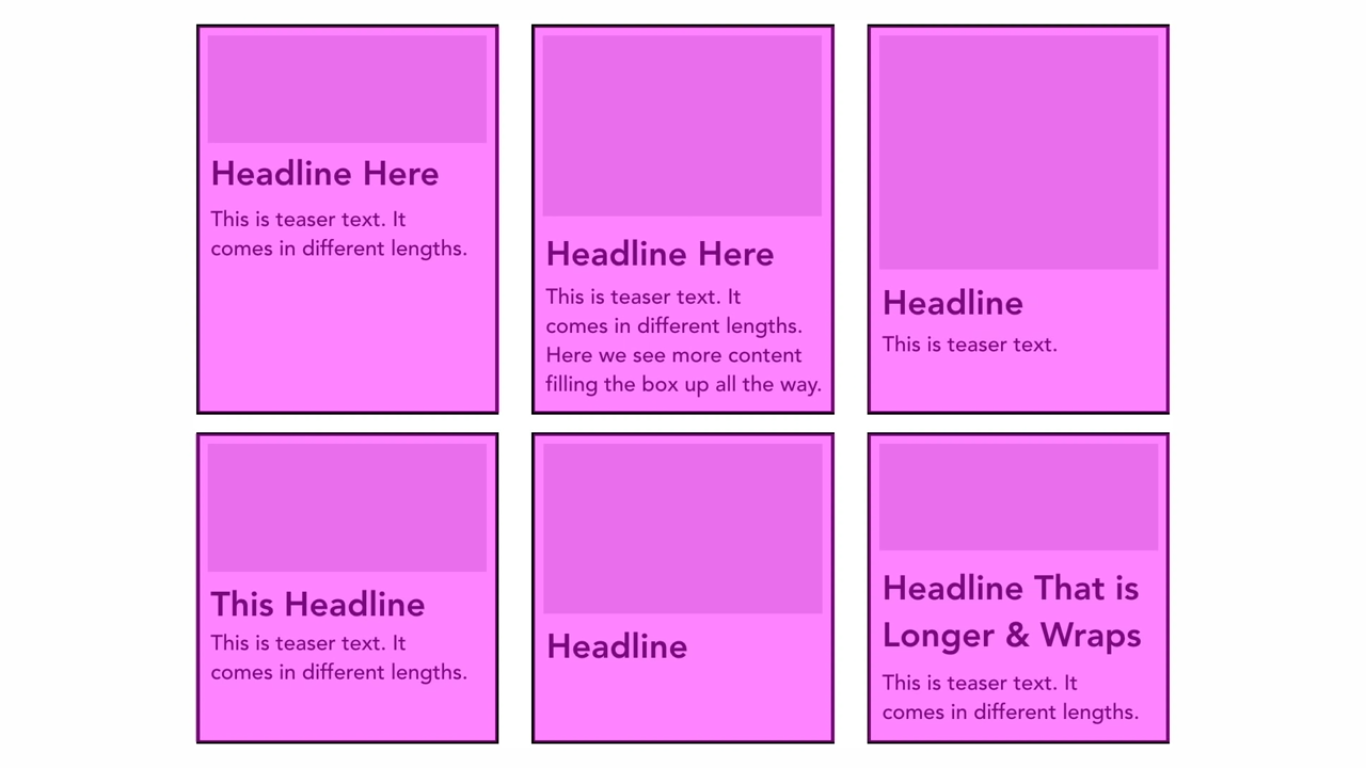 Headline Here
This is teaser text. It
comes in different lengths.
Headline Here
This is teaser text. It
comes in different lengths.
Here we see more content
filling the box up all the way.
Headline
This is teaser text.
This Headline
This is teaser text. It
comes in different lengths.
Headline
Headline That is
Longer & Wraps
This is teaser text. It
comes in different lengths.